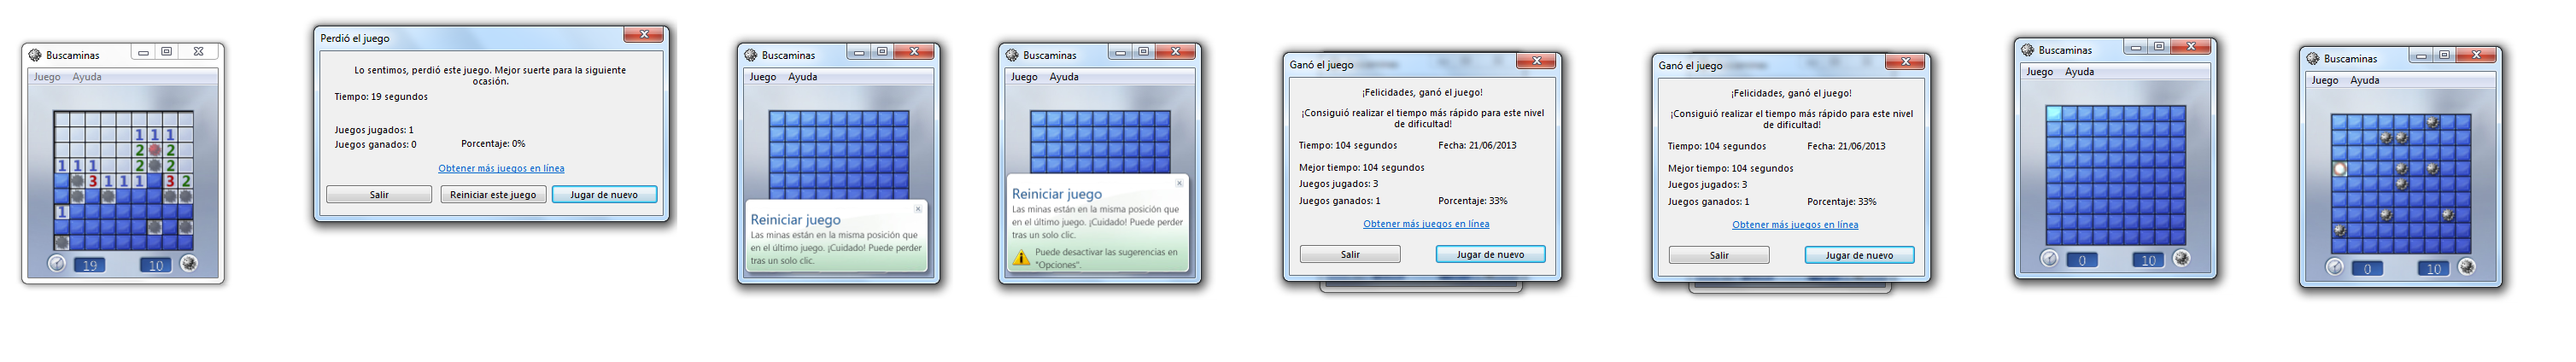 Buscaminas
Juego Ayuda
1 1 1
2 2
1 1 1 2 2
3 1 1 1 3 2
1
19 10
Perdió el juego
Lo sentimos, perdió este juego. Mejor suerte para la siguiente
ocasión.
Tiempo: 19 segundos
Juegos jugados: 1
Juegos ganados: 0 Porcentaje: 0%
Obtener más juegos en línea
Salir Reiniciar este juego Jugar de nuevo
Buscaminas
Juego Ayuda
Reiniciar juego
Las minas están en la misma posición que
en el último juego. ¡Cuidado! Puede perder
tras un solo clic.
Buscaminas
Juego Ayuda
Reiniciar juego
Las minas están en la misma posición que
en el último juego. ¡Cuidado! Puede perder
tras un solo clic.
Puede desactivar las sugerencias en
"Opciones".
Ganó el juego
¡Felicidades, ganó el juego!
¡Consiguió realizar el tiempo más rápido para este nivel
de dificultad!
Tiempo: 104 segundos Fecha: 21/06/2013
Mejor tiempo: 104 segundos
Juegos jugados: 3
Juegos ganados: 1 Porcentaje: 33%
Obtener más juegos en línea
Salir Jugar de nuevo
Ganó el juego
¡Felicidades, ganó el juego!
¡Consiguió realizar el tiempo más rápido para este nivel
de dificultad!
Tiempo: 104 segundos Fecha: 21/06/2013
Mejor tiempo: 104 segundos
Juegos jugados: 3
Juegos ganados: 1 Porcentaje: 33%
Obtener más juegos en línea
Salir Jugar de nuevo
Buscaminas
Juego Ayuda
0 10
Buscaminas
Juego Ayuda
0 10